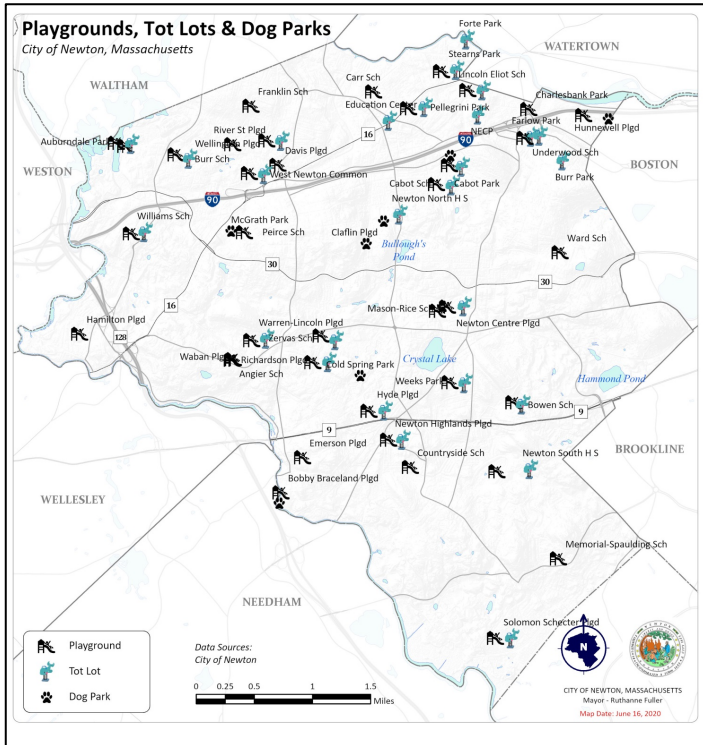 Playgrounds, Tot Lots & Dog Parks
City of Newton, Massachusetts
Forte Park
WATERTOWN
Stearns Park
Lincoln Eliot Sch
WALTHAM
Carr Sch
Franklin Sch
Charlesbank Park
Education Center
Pellegrini Park
Farlow Park
Hunnewell Plgd
River St Plgd
16
NECP
90
Auburndale Park
Wellington Plgd
Davis Plgd
Underwood Sch
BOSTON
Burr Sch
WESTON
West Newton Common
Burr Park
Cabot Sch
Cabot Park
90
Newton North H S
Williams Sch
McGrath Park
Peirce Sch
Claflin Plgd
Bullough's
Pond
Ward Sch
30
30
16
Mason-Rice Sch
Hamilton Plgd
Warren-Lincoln Plgd
Newton Centre Plgd
128
Zervas Sch
Waban Plgd
Richardson Plgd
Cold Spring Park
Crystal Lake
Angier Sch
Weeks Park
Hammond Pond
Hyde Plgd
Bowen Sch
9
9
Newton Highlands Plgd
Emerson Plgd
Countryside Sch
Newton South H S
BROOKLINE
Bobby Braceland Plgd
WELLESLEY
Memorial-Spaulding Sch
NEEDHAM
Solomon Schecter Plgd
Playground
Tot Lot
Dog Park
Data Sources:
City of Newton
0 0.25 0.5 1 1.5
Miles
N
CITY OF NEWTON, MASSACHUSETTS
Mayor - Ruthanne Fuller
Map Date: June 16, 2020